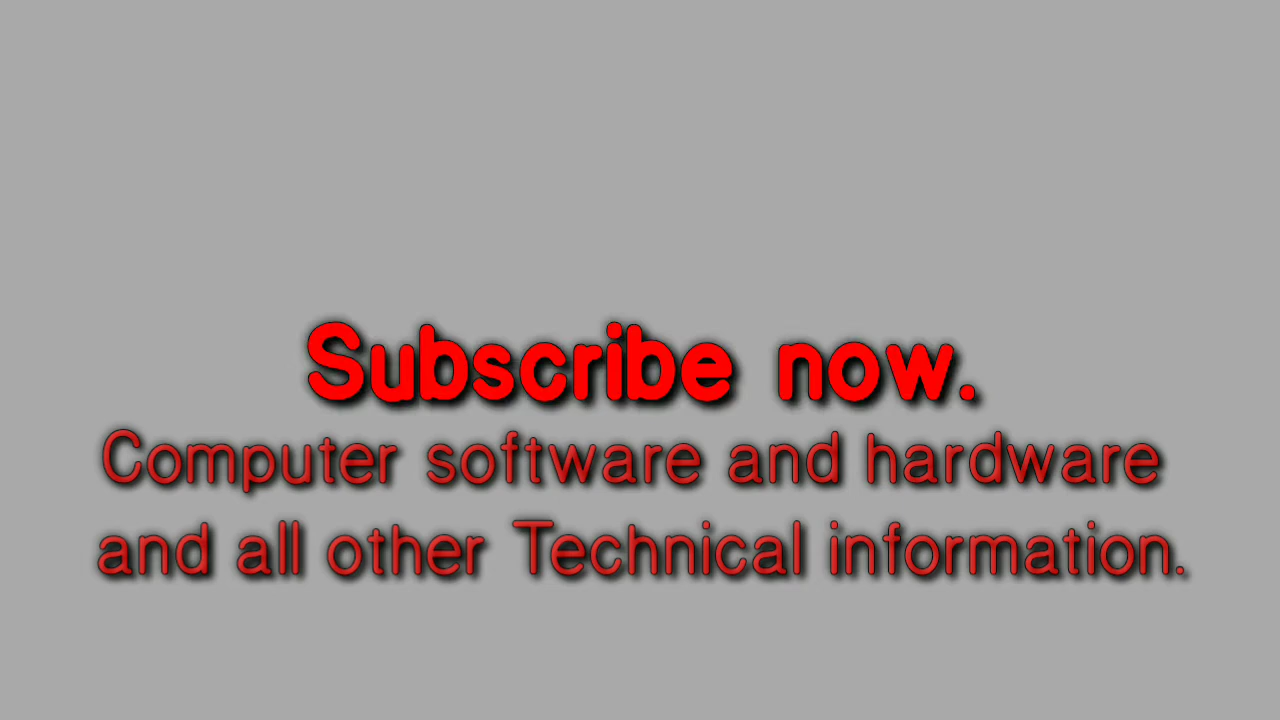 Subscribe now.
Computer software and hardware
and all other Technical information.